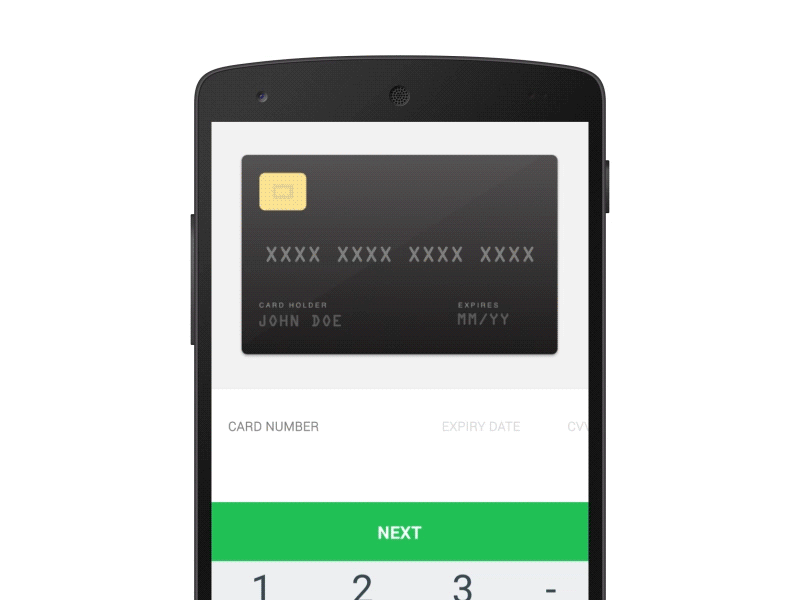 XXXX XXXX XXXX XXXX
CARD HOLDER EXPIRES
JOHN DOE MM/YY
CARD NUMBER EXPIRY DATE
NEXT
1 2 3 -